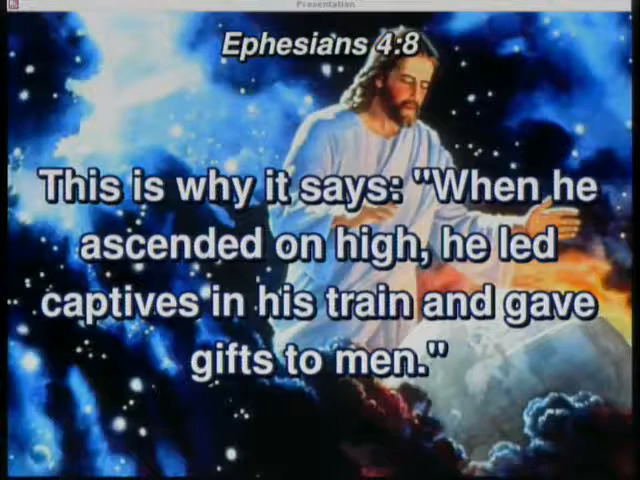 Presentation
Ephesians 4:8
This is why it says: "When he
ascended on high, he led
captives in his train and gave
gifts to men."